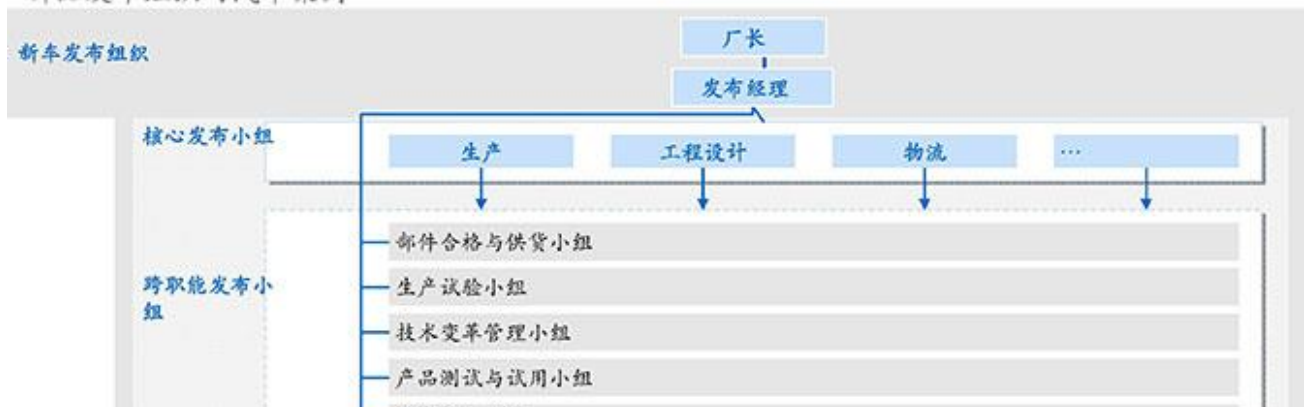 新车发布组织
厂长
发布经理
核心发布小组
生产
工程设计
物流
…
部件合格与供货小组
跨职能发布小
组
生产试验小组
技术变革管理小组
产品测试与试用小组